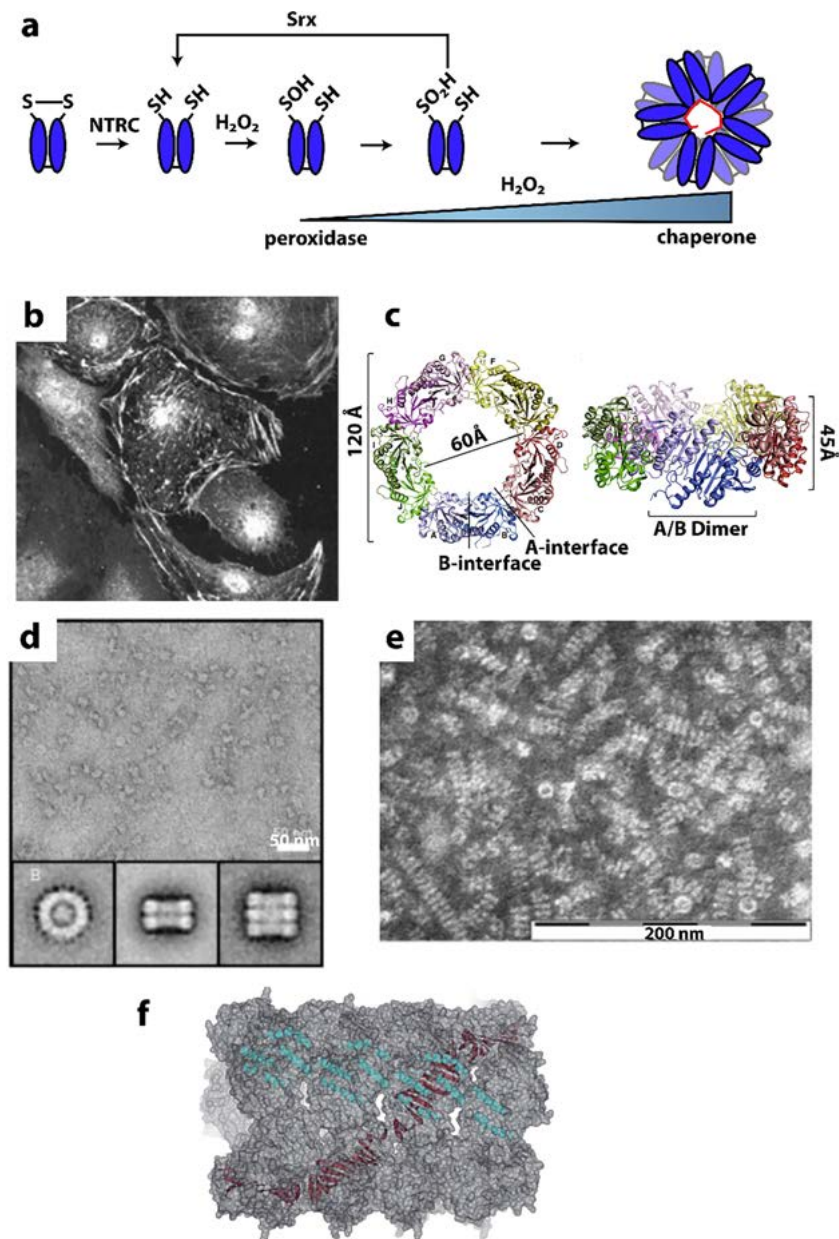 a
Srx
S—S
SH
SH
SOH
SH
SO₂H
SH
NTRC
H₂O₂
H₂O₂
peroxidase
chaperone
b
c
120 Å
G
F
H
E
I
D
60Å
J
C
A
B
A-interface
B-interface
45Å
A/B Dimer
d
50 nm
B
e
200 nm
f